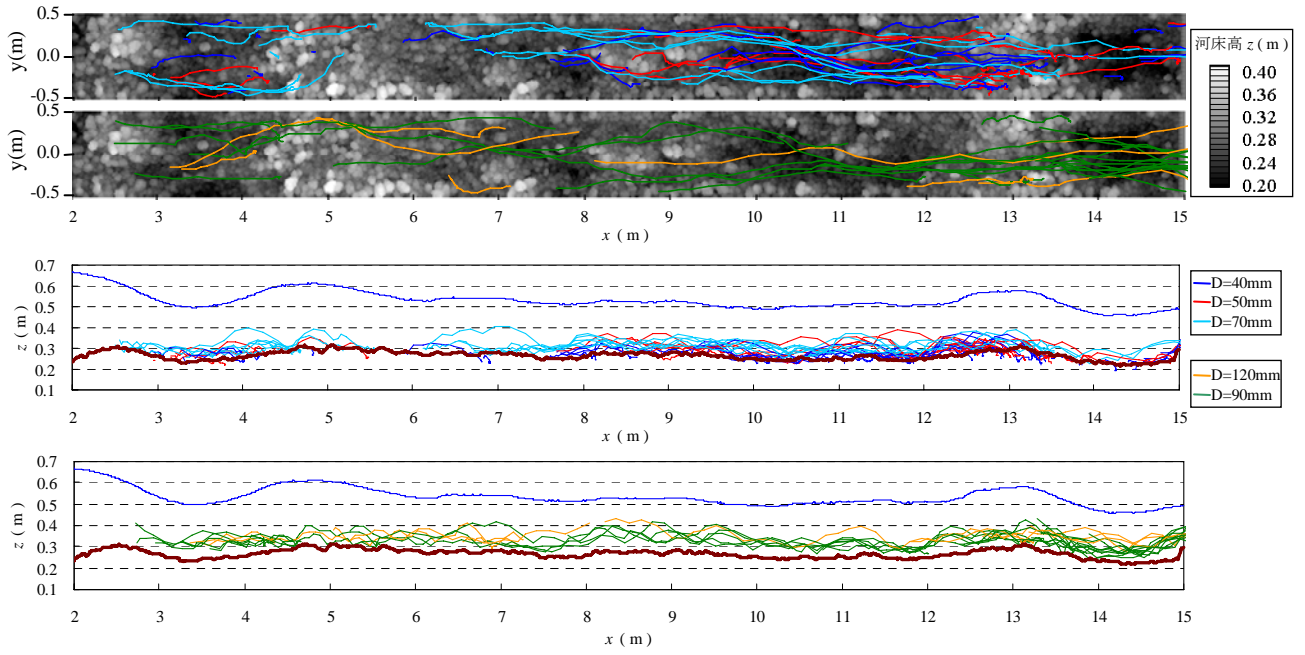 y(m)
0.5
0.0
-0.5
y(m)
0.5
0.0
-0.5
2 3 4 5 6 7 8 9 10 11 12 13 14 15
x ( m )
河床高 z ( m )
0.40
0.36
0.32
0.28
0.24
0.20
z ( m )
0.7
0.6
0.5
0.4
0.3
0.2
0.1
2 3 4 5 6 7 8 9 10 11 12 13 14 15
x ( m )
D=40mm
D=50mm
D=70mm
D=120mm
D=90mm
z ( m )
0.7
0.6
0.5
0.4
0.3
0.2
0.1
2 3 4 5 6 7 8 9 10 11 12 13 14 15
x ( m )